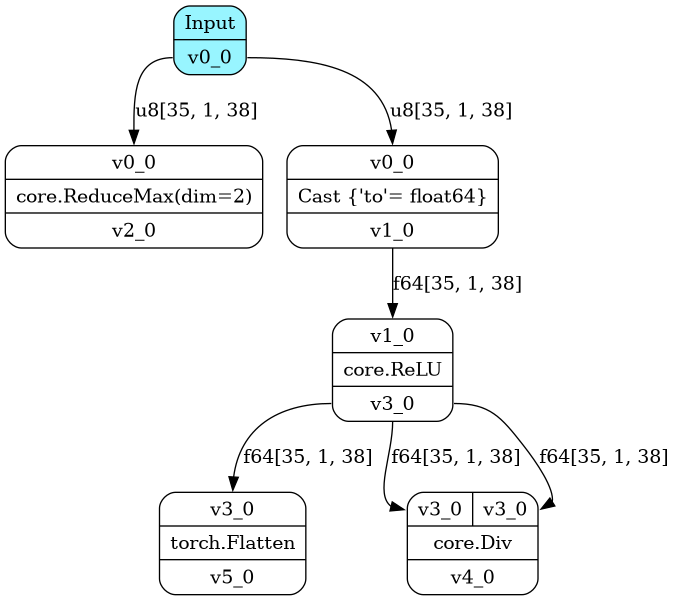 Input
v0_0
u8[35, 1, 38]
u8[35, 1, 38]
v0_0
core.ReduceMax(dim=2)
v2_0
v0_0
Cast {'to'= float64}
v1_0
f64[35, 1, 38]
v1_0
core.ReLU
v3_0
f64[35, 1, 38]
f64[35, 1, 38]
f64[35, 1, 38]
v3_0
torch.Flatten
v5_0
v3_0 v3_0
core.Div
v4_0